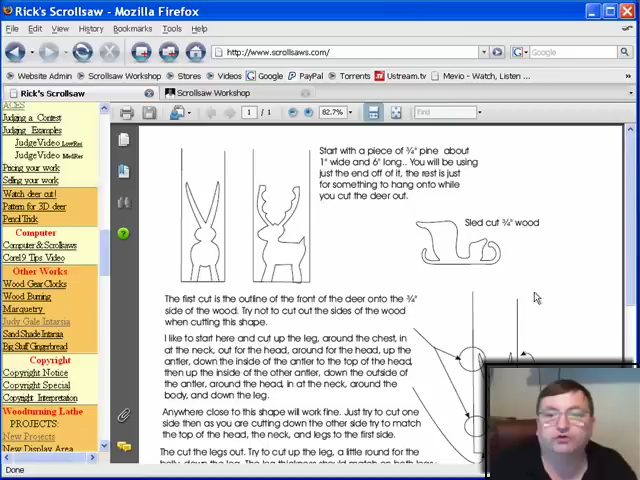 Rick's Scrollsaw - Mozilla Firefox
File Edit View History Bookmarks Tools Help
http://www.scrollsaws.com/
Google
Website Admin Scrollsaw Workshop Stores Videos Google PayPal Torrents Ustream.tv Mevio - Watch, Listen ...
Rick's Scrollsaw
Scrollsaw Workshop
ACES
Judging a Contest
Judging Examples
JudgeVideo LowRes
JudgeVideo MedRes
Pricing your work
Selling your work
Watch deer cut!
Pattern for 3D deer
Pencil Trick
Computer
Computer & Scrollsaws
Corel 9 Tips Video
Other Works
Wood Gear Clocks
Wood Burning
Marquetry
Judy Gale Intarsia
Sand Shade Intarsia
Big Stuff Gingerbread
Copyright
Copyright Notice
Copyright Special
Copyright Interpretation
Woodturning Lathe
PROJECTS:
New Projects
New Display Area
1 / 1
82.7%
Find
Start with a piece of ¾" pine about
1" wide and 6" long.. You will be using
just the end off of it, the rest is just
for something to hang onto while
you cut the deer out.
Sled cut ¾" wood
The first cut is the outline of the front of the deer onto the ¾"
side of the wood. Try not to cut out the sides of the wood
when cutting this shape.
I like to start here and cut up the leg, around the chest, in
at the neck, out for the head, around for the head, up the
antler, down the inside of the antler to the top of the head,
then up the inside of the other antler, down the outside of
the antler, around the head, in at the neck, around the
body, and down the leg.
Anywhere close to this shape will work fine. Just try to cut one
side then as you are cutting down the other side try to match
the top of the head, the neck, and legs to the first side.
The cut the legs out. Try to cut up the leg, a little round for the
Done